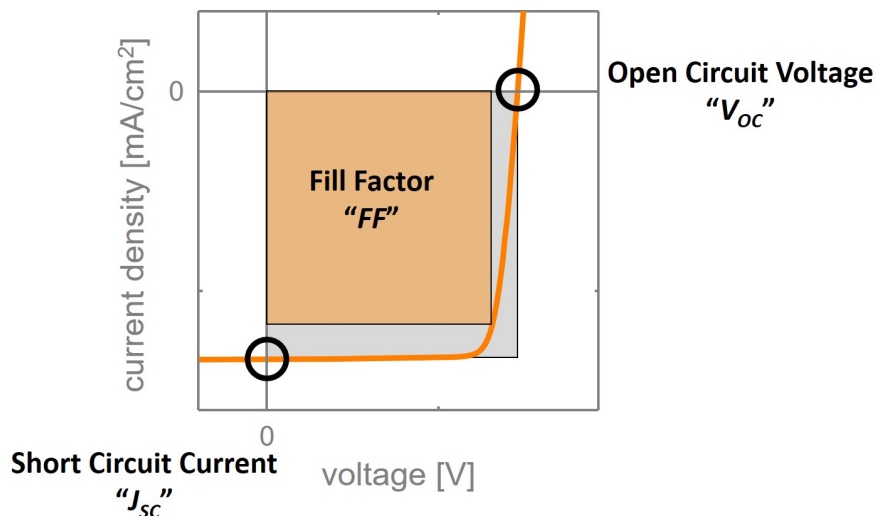 current density [mA/cm²]
0
Open Circuit Voltage
“V_OC”
Fill Factor
“FF”
0
voltage [V]
Short Circuit Current
“J_SC”